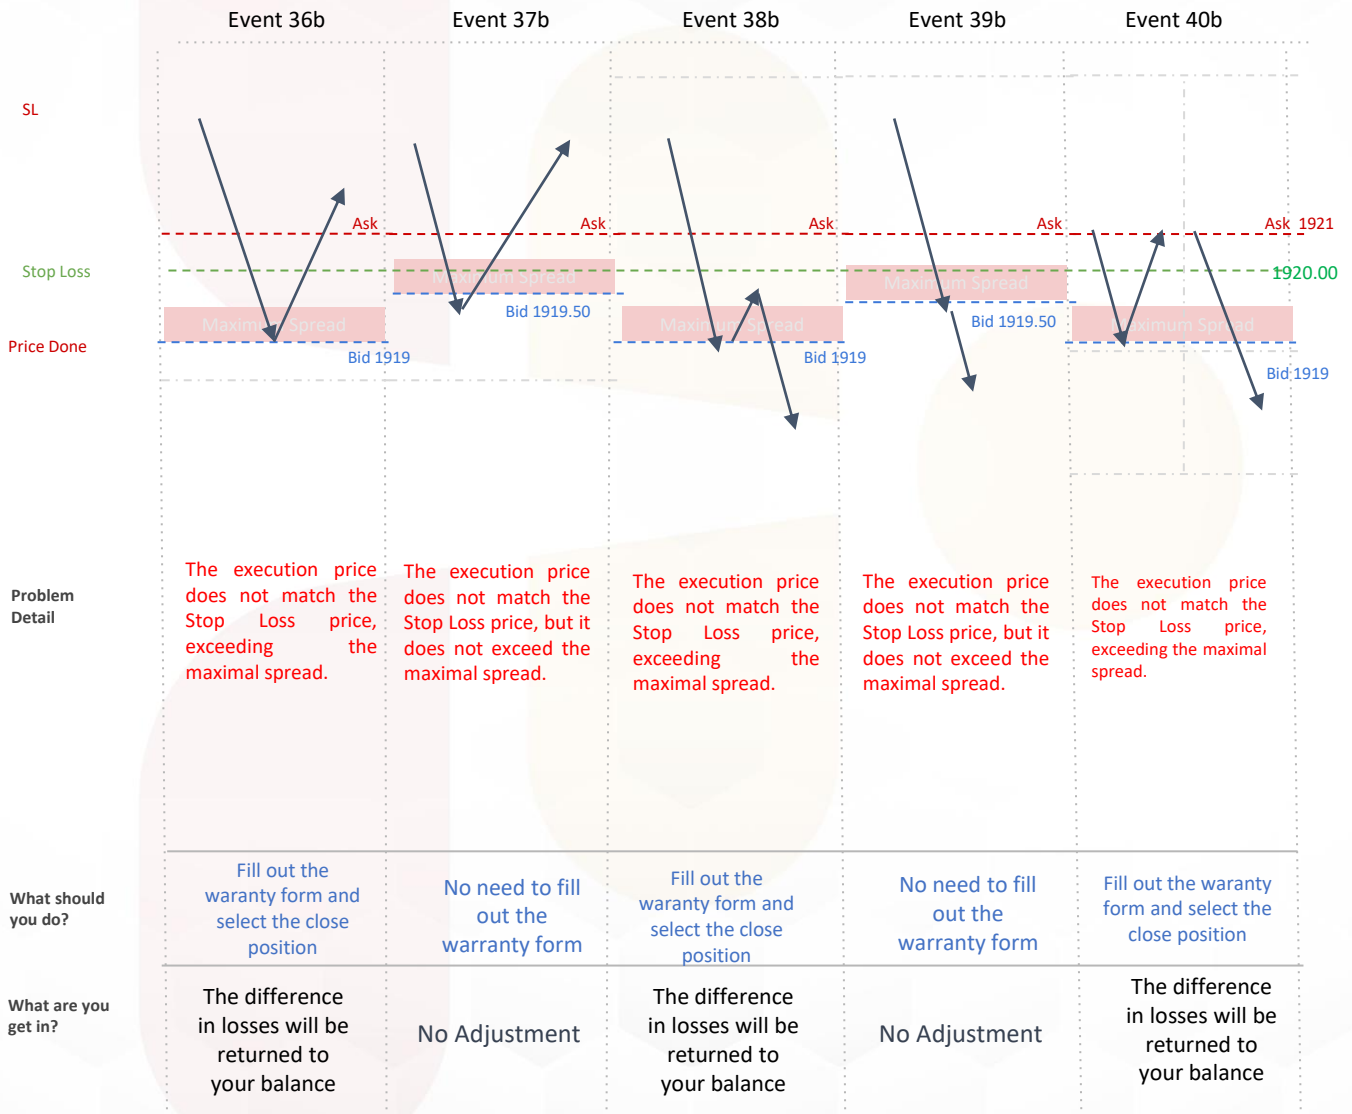 Event 36b
Event 37b
Event 38b
Event 39b
Event 40b
SL
Ask
Ask
Ask
Ask
Ask 1921
Stop Loss
Maximum Spread
Maximum Spread
1920.00
Bid 1919.50
Bid 1919.50
Maximum Spread
Maximum Spread
Maximum Spread
Price Done
Bid 1919
Bid 1919
Bid 1919
Problem
Detail
The execution price
does not match the
Stop Loss price,
exceeding the
maximal spread.
The execution price
does not match the
Stop Loss price, but it
does not exceed the
maximal spread.
The execution price
does not match the
Stop Loss price,
exceeding the
maximal spread.
The execution price
does not match the
Stop Loss price, but it
does not exceed the
maximal spread.
The execution price
does not match the
Stop Loss price,
exceeding the maximal
spread.
What should
you do?
Fill out the
waranty form and
select the close
position
No need to fill
out the
warranty form
Fill out the
waranty form and
select the close
position
No need to fill
out the
warranty form
Fill out the waranty
form and select the
close position
What are you
get in?
The difference
in losses will be
returned to
your balance
No Adjustment
The difference
in losses will be
returned to
your balance
No Adjustment
The difference
in losses will be
returned to
your balance